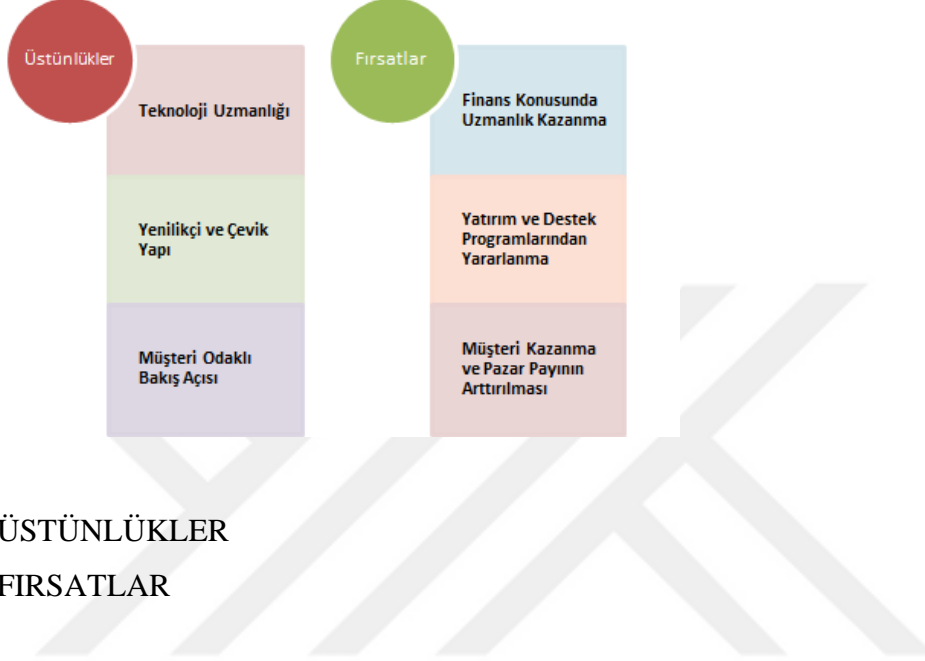 Üstünlükler
Teknoloji Uzmanlığı
Yenilikçi ve Çevik
Yapı
Müşteri Odaklı
Bakış Açısı
Fırsatlar
Finans Konusunda
Uzmanlık Kazanma
Yatırım ve Destek
Programlarından
Yararlanma
Müşteri Kazanma
ve Pazar Payının
Arttırılması
ÜSTÜNLÜKLER
FIRSATLAR